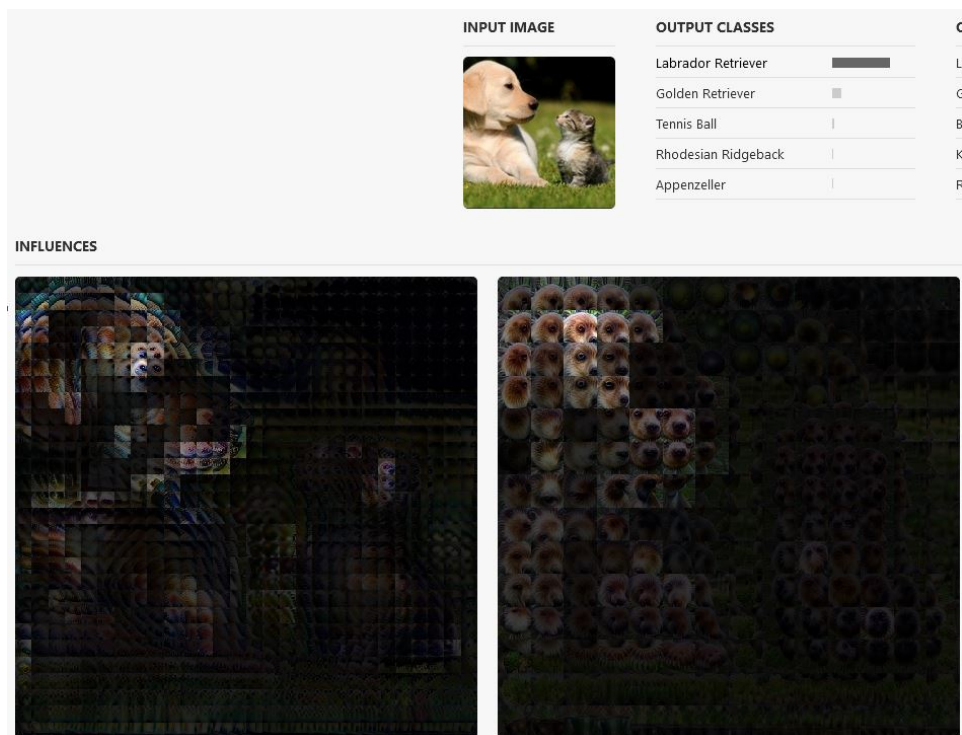 INPUT IMAGE
OUTPUT CLASSES
Labrador Retriever
Golden Retriever
Tennis Ball
Rhodesian Ridgeback
Appenzeller
INFLUENCES